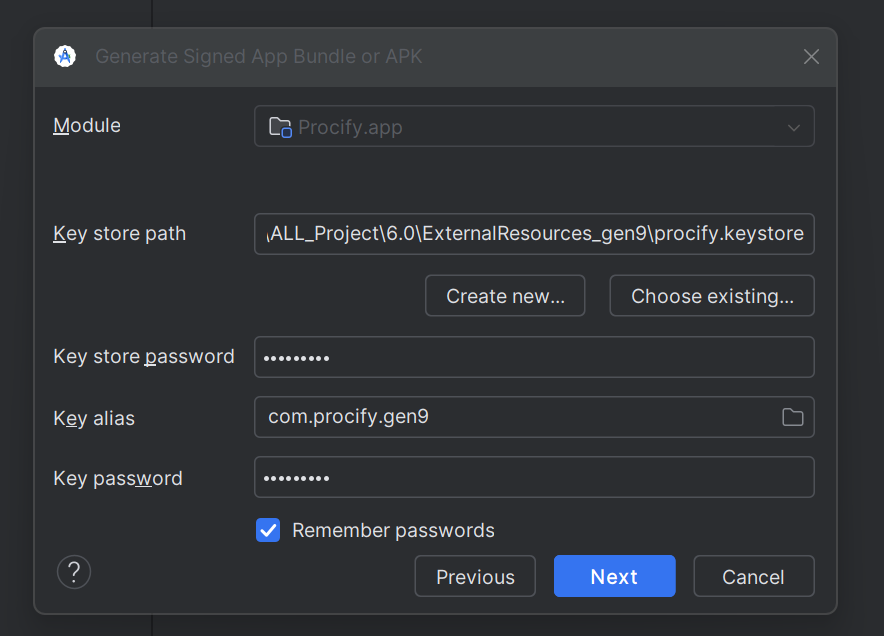 Generate Signed App Bundle or APK
Module
Procify.app
Key store path
\ALL_Project\6.0\ExternalResources_gen9\procify.keystore
Create new...
Choose existing...
Key store password
•••••••••
Key alias
com.procify.gen9
Key password
•••••••••
Remember passwords
?
Previous
Next
Cancel